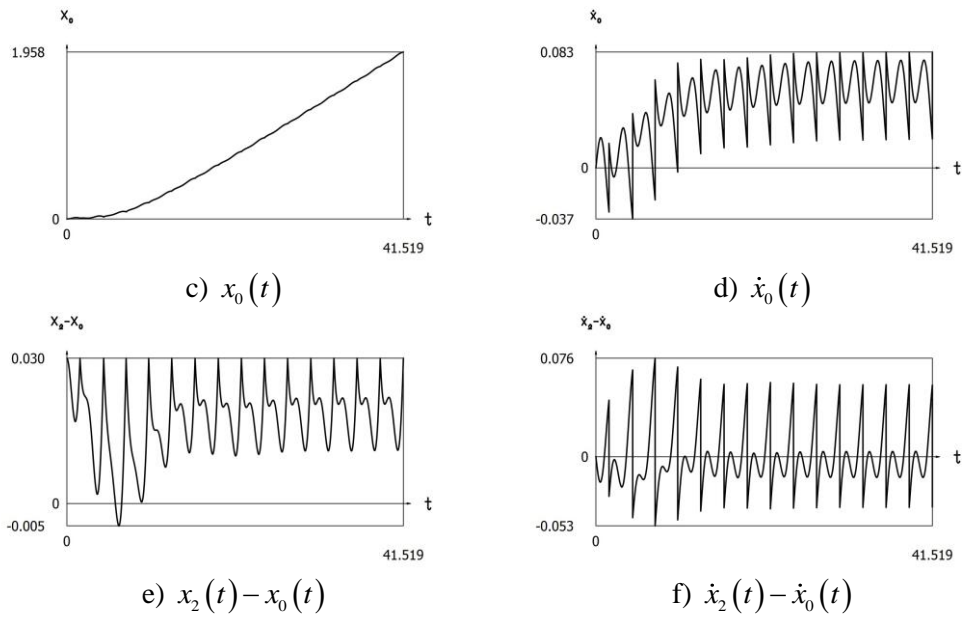 x₀
1.958
0
t
0
41.519
c) x₀(t)
ẋ₀
0.083
0
t
-0.037
0
41.519
d) ẋ₀(t)
x₂-x₀
0.030
0
t
-0.005
0
41.519
e) x₂(t) − x₀(t)
ẋ₂-ẋ₀
0.076
0
t
-0.053
0
41.519
f) ẋ₂(t) − ẋ₀(t)